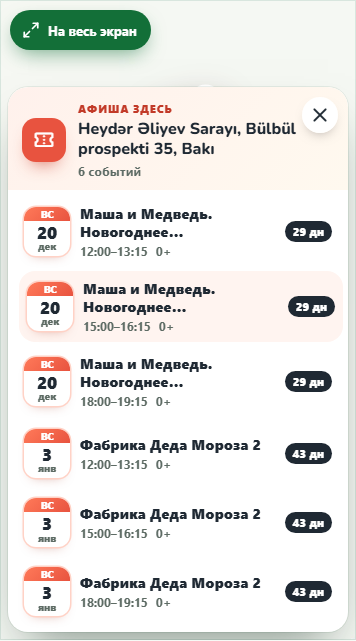 На весь экран
АФИША ЗДЕСЬ
Heydər Əliyev Sarayı, Bülbül
prospekti 35, Bakı
6 событий
ВС
20
дек
Маша и Медведь.
Новогоднее...
12:00–13:15 0+
29 дн
ВС
20
дек
Маша и Медведь.
Новогоднее...
15:00–16:15 0+
29 дн
ВС
20
дек
Маша и Медведь.
Новогоднее...
18:00–19:15 0+
29 дн
ВС
3
янв
Фабрика Деда Мороза 2
12:00–13:15 0+
43 дн
ВС
3
янв
Фабрика Деда Мороза 2
15:00–16:15 0+
43 дн
ВС
3
янв
Фабрика Деда Мороза 2
18:00–19:15 0+
43 дн